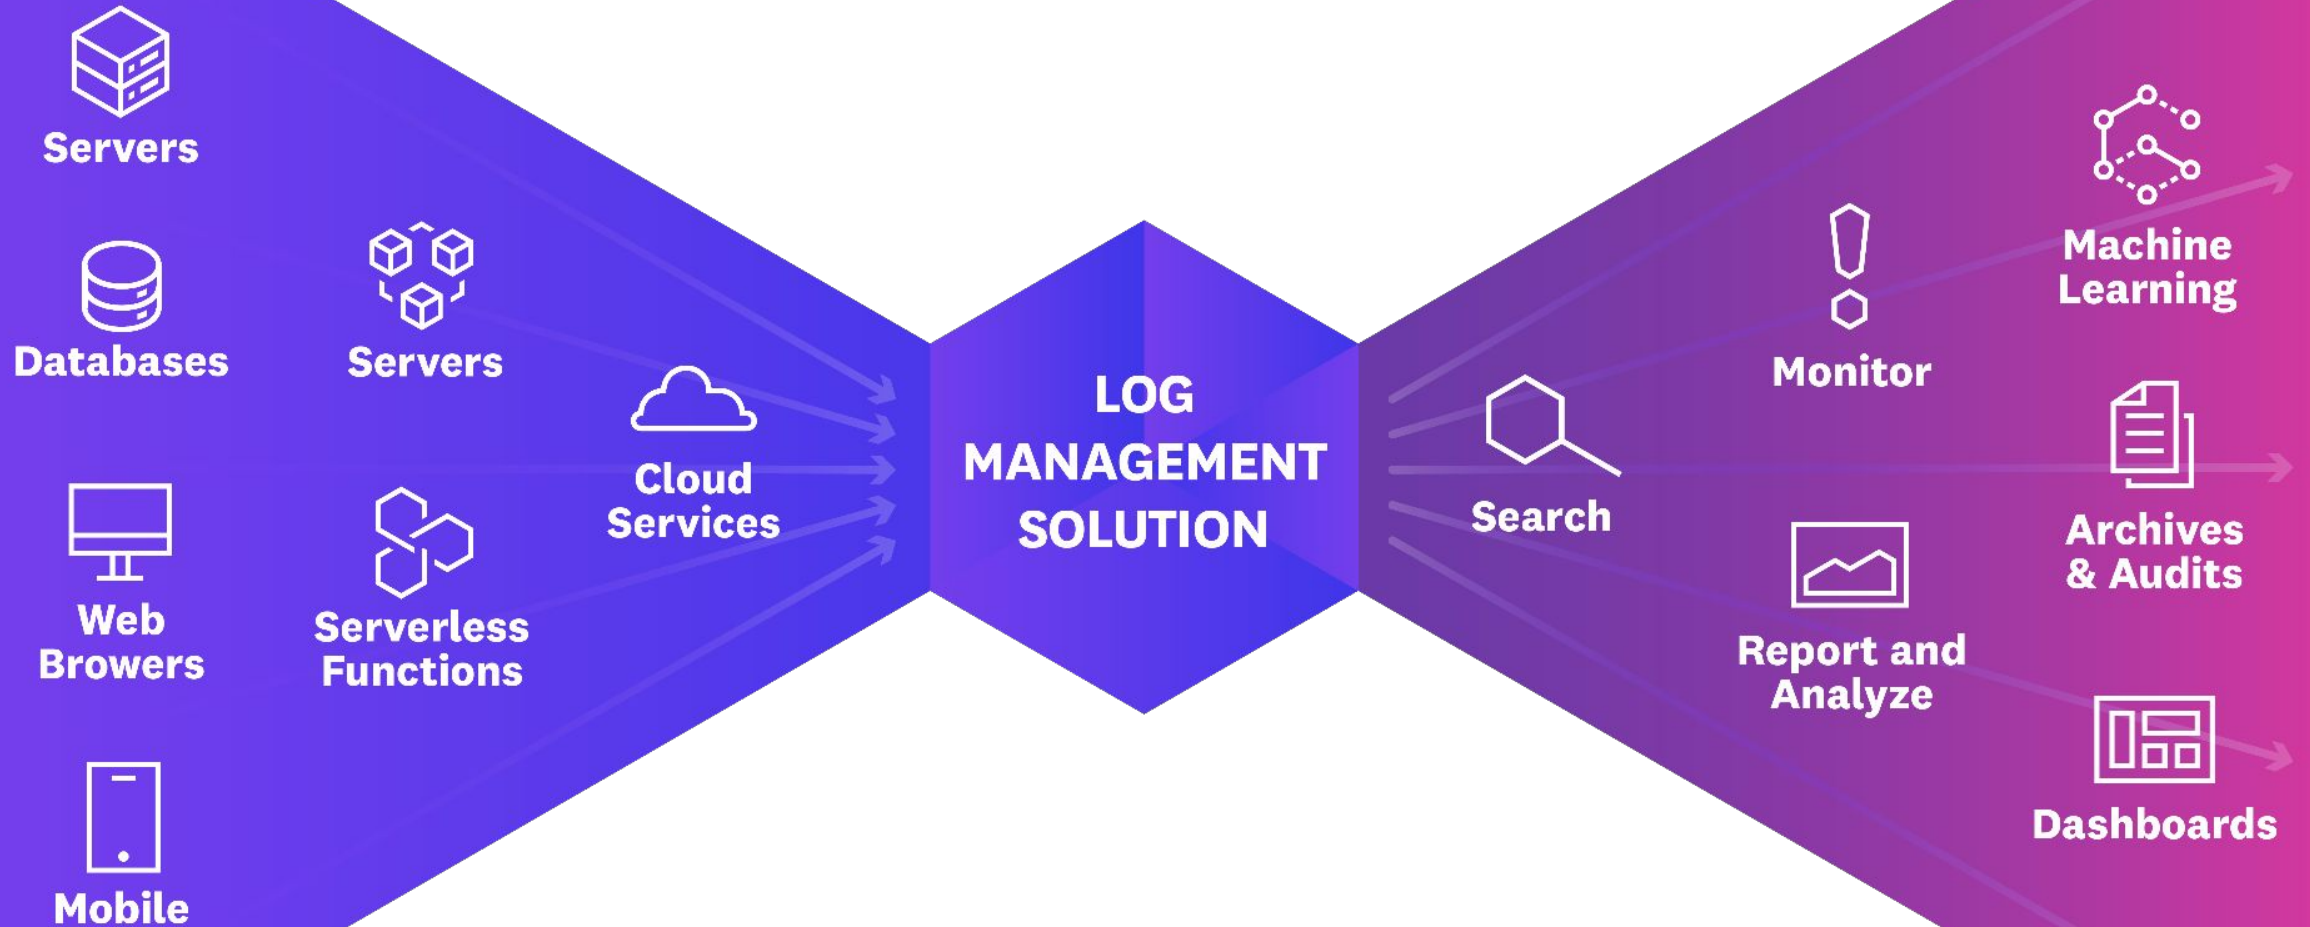 Servers
Databases
Web
Browers
Mobile
Servers
Serverless
Functions
Cloud
Services
LOG
MANAGEMENT
SOLUTION
Search
Monitor
Report and
Analyze
Machine
Learning
Archives
& Audits
Dashboards